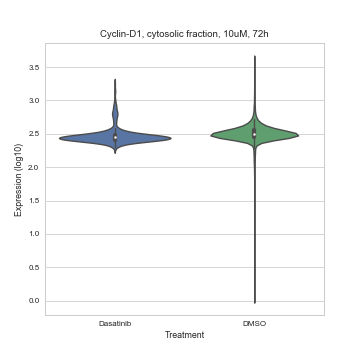 Cyclin-D1, cytosolic fraction, 10uM, 72h
Expression (log10)
3.5
3.0
2.5
2.0
1.5
1.0
0.5
0.0
Dasatinib
DMSO
Treatment